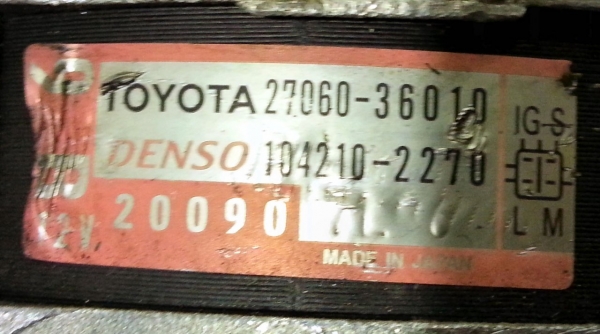 TOYOTA 27060-36010
DENSO 104210-2270
IG-S
L M
20090
12V
MADE IN JAPAN